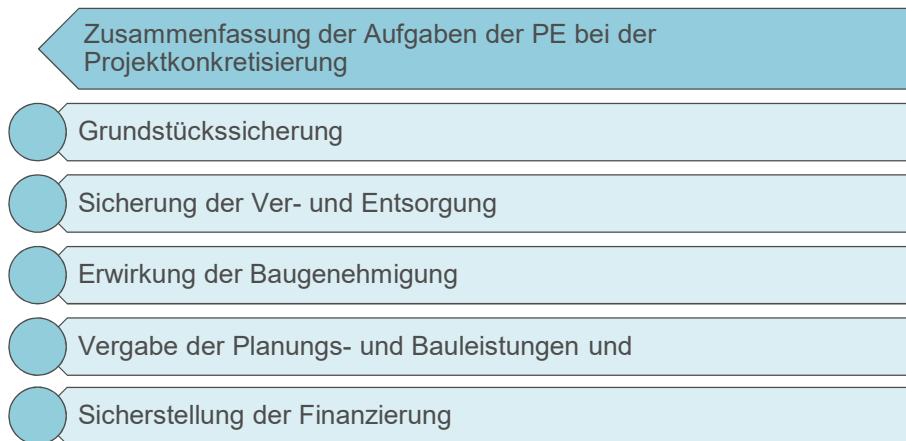 Zusammenfassung der Aufgaben der PE bei der
Projektkonkretisierung
Grundstückssicherung
Sicherung der Ver- und Entsorgung
Erwirkung der Baugenehmigung
Vergabe der Planungs- und Bauleistungen und
Sicherstellung der Finanzierung